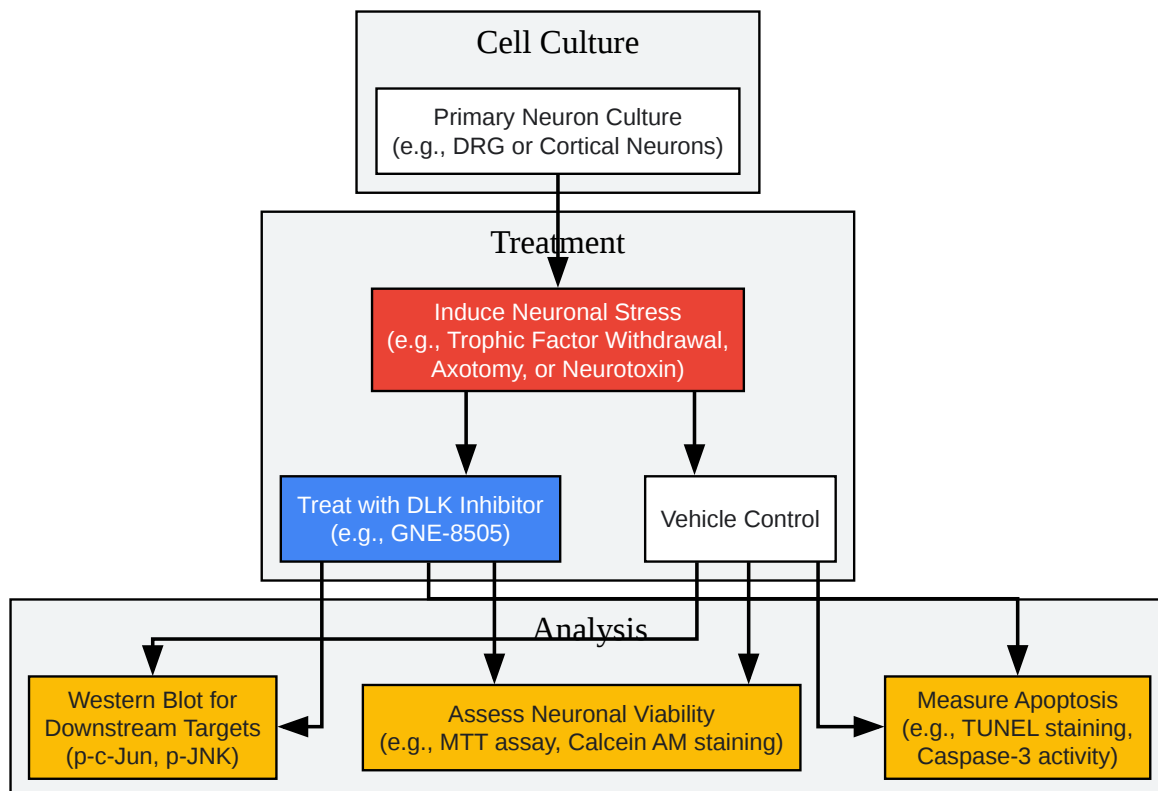 Cell Culture
Primary Neuron Culture
(e.g., DRG or Cortical Neurons)
Treatment
Induce Neuronal Stress
(e.g., Trophic Factor Withdrawal,
Axotomy, or Neurotoxin)
Treat with DLK Inhibitor
(e.g., GNE-8505)
Vehicle Control
Analysis
Western Blot for
Downstream Targets
(p-c-Jun, p-JNK)
Assess Neuronal Viability
(e.g., MTT assay, Calcein AM staining)
Measure Apoptosis
(e.g., TUNEL staining,
Caspase-3 activity)